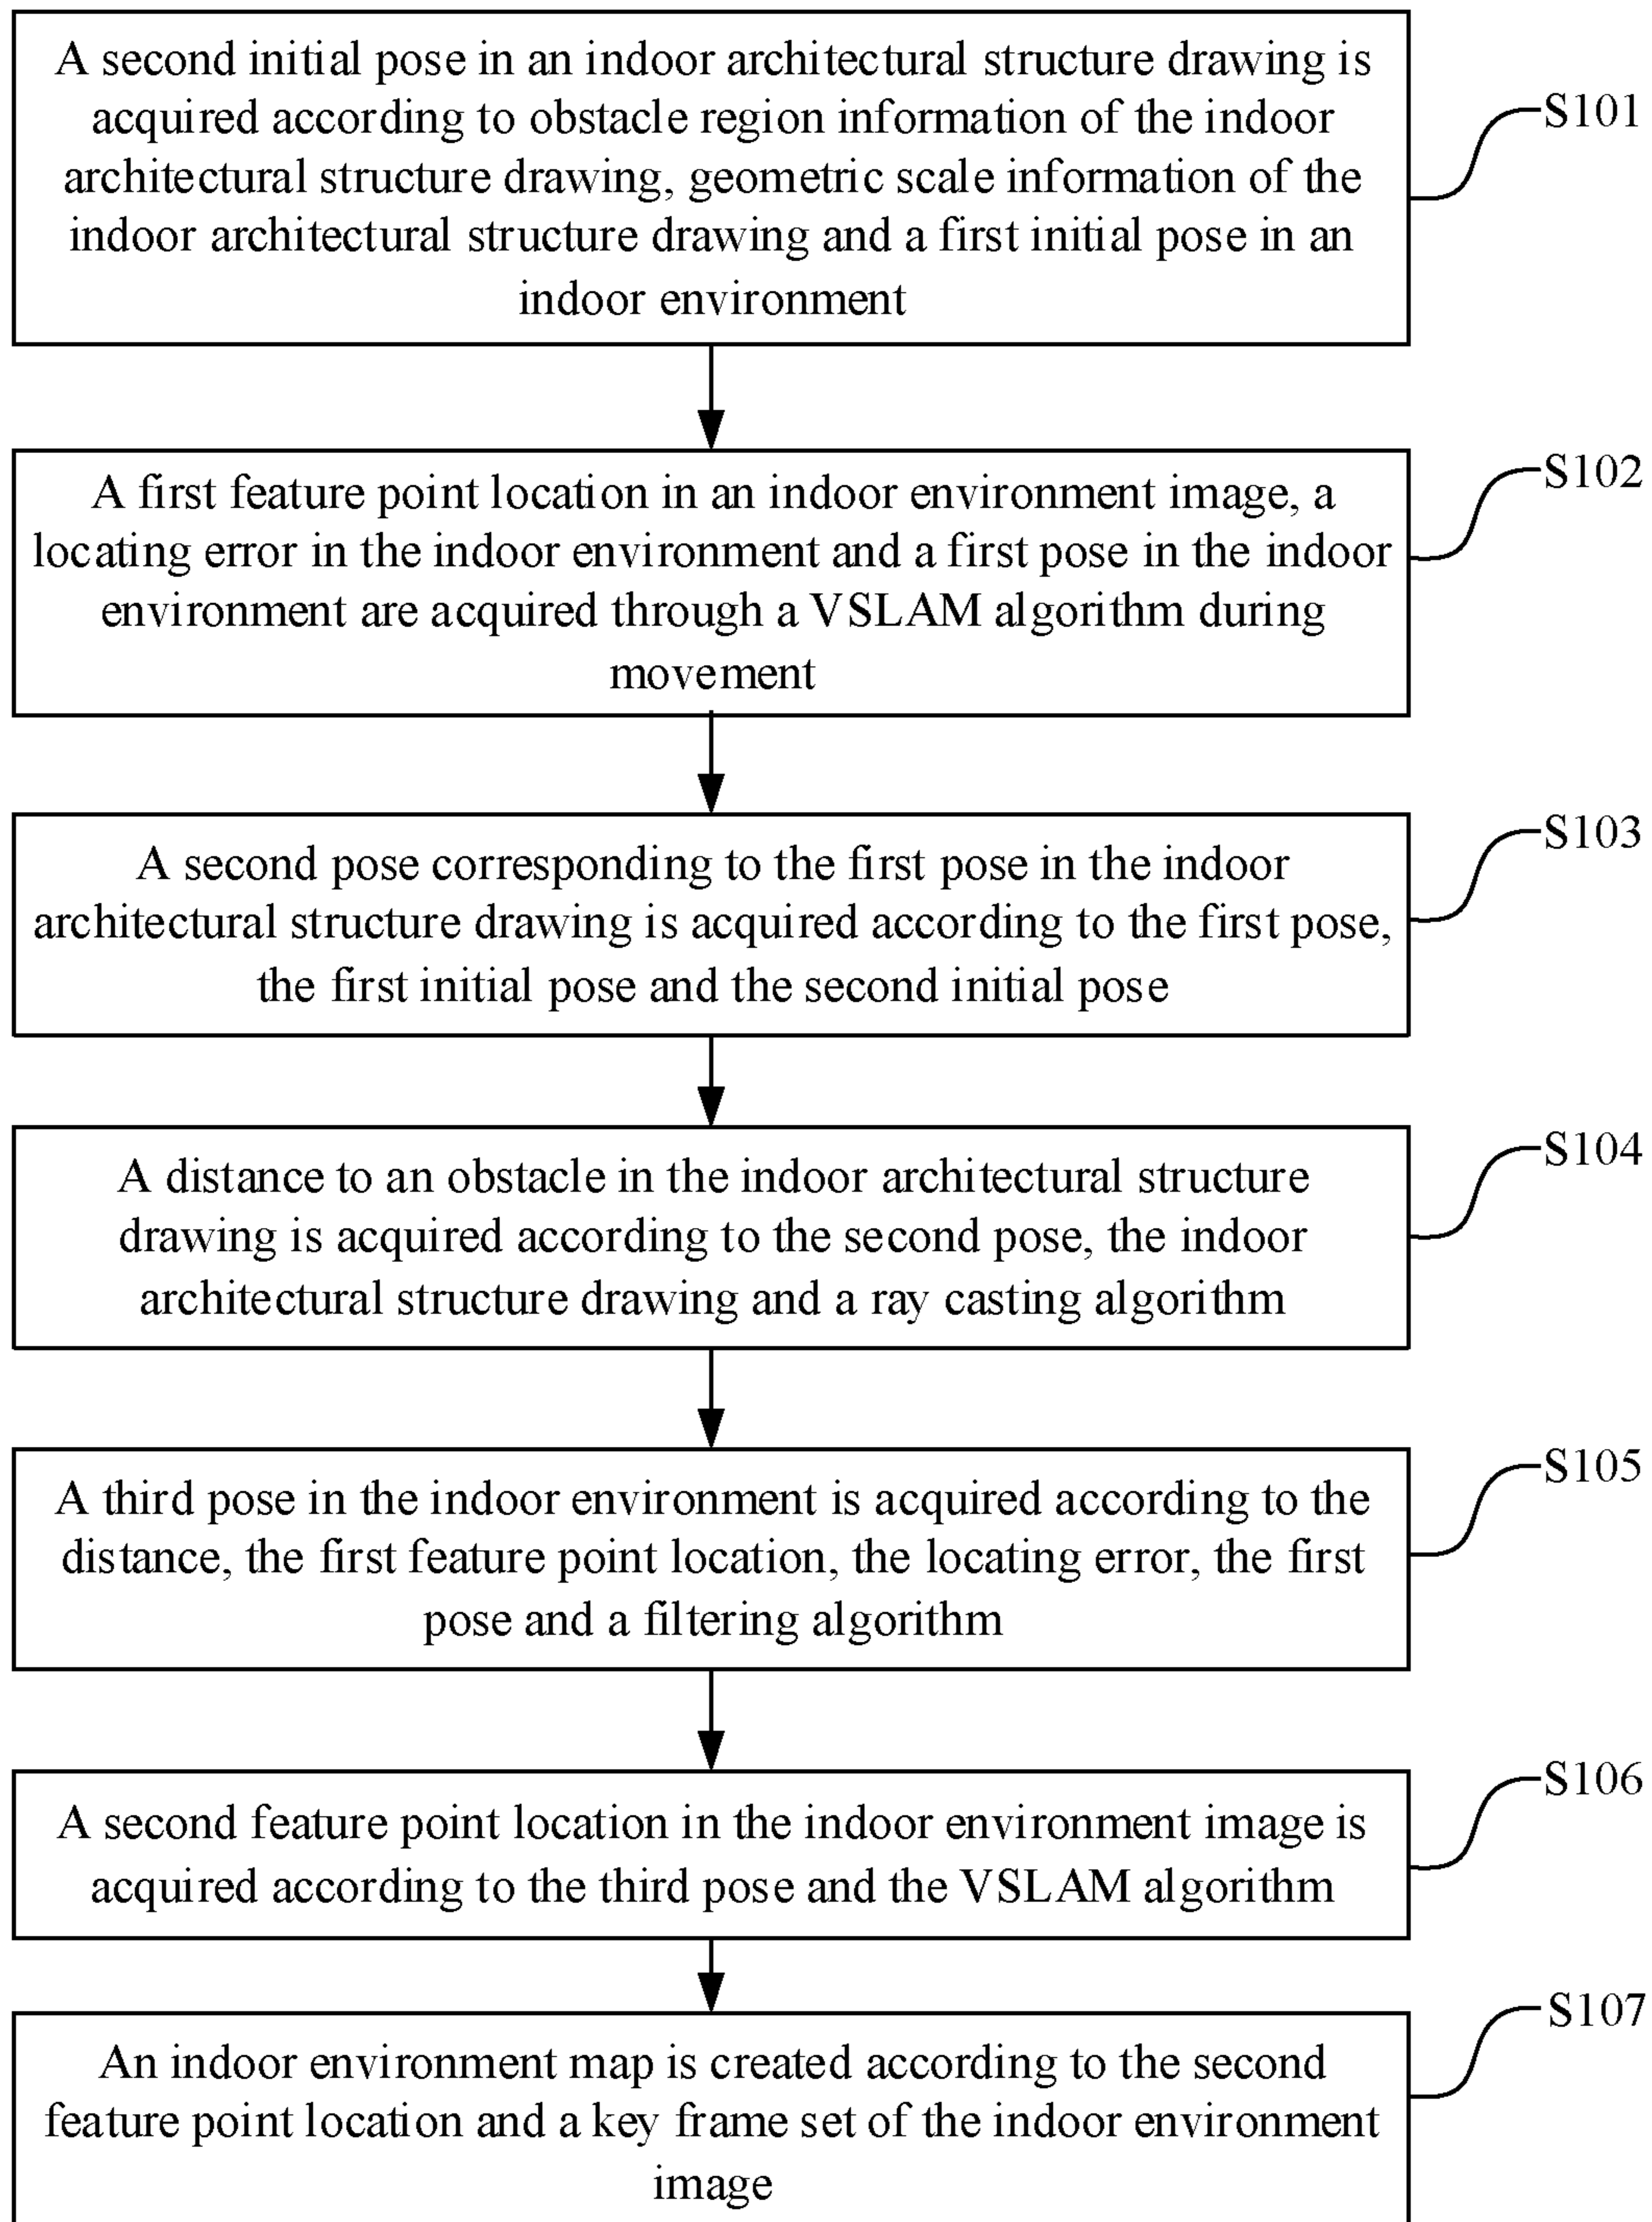 A second initial pose in an indoor architectural structure drawing is
acquired according to obstacle region information of the indoor
architectural structure drawing, geometric scale information of the
indoor architectural structure drawing and a first initial pose in an
indoor environment
S101
A first feature point location in an indoor environment image, a
locating error in the indoor environment and a first pose in the indoor
environment are acquired through a VSLAM algorithm during
movement
S102
A second pose corresponding to the first pose in the indoor
architectural structure drawing is acquired according to the first pose,
the first initial pose and the second initial pose
S103
A distance to an obstacle in the indoor architectural structure
drawing is acquired according to the second pose, the indoor
architectural structure drawing and a ray casting algorithm
S104
A third pose in the indoor environment is acquired according to the
distance, the first feature point location, the locating error, the first
pose and a filtering algorithm
S105
A second feature point location in the indoor environment image is
acquired according to the third pose and the VSLAM algorithm
S106
An indoor environment map is created according to the second
feature point location and a key frame set of the indoor environment
image
S107